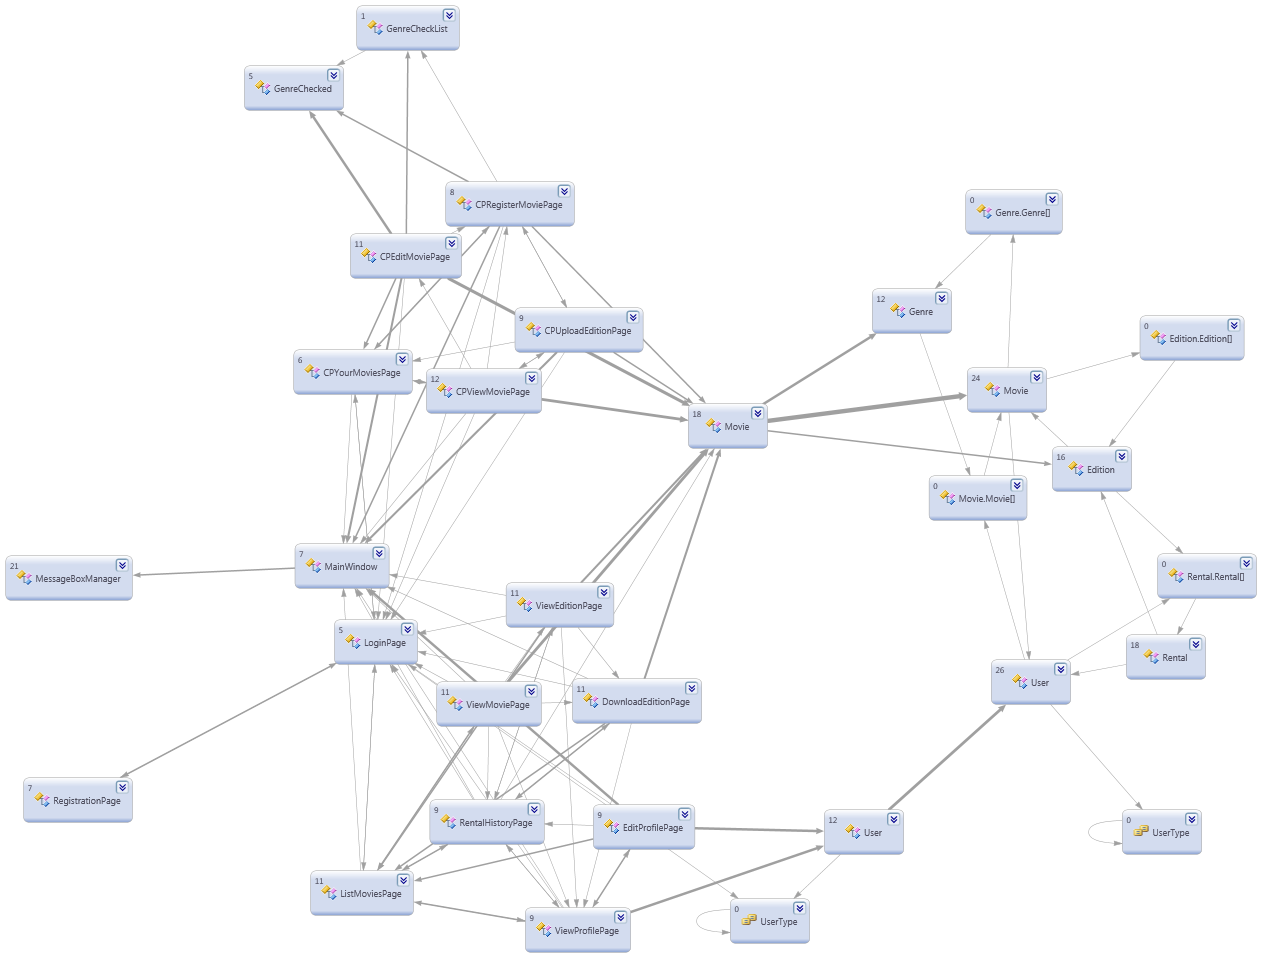 1
GenreCheckList
5
GenreChecked
8
CPRegisterMoviePage
0
Genre.Genre[]
11
CPEditMoviePage
12
Genre
9
CPUploadEditionPage
0
Edition.Edition[]
6
CPYourMoviesPage
12
CPViewMoviePage
24
Movie
18
Movie
16
Edition
0
Movie.Movie[]
7
MainWindow
21
MessageBoxManager
0
Rental.Rental[]
11
ViewEditionPage
5
LoginPage
18
Rental
26
User
11
ViewMoviePage
11
DownloadEditionPage
7
RegistrationPage
9
RentalHistoryPage
9
EditProfilePage
12
User
0
UserType
11
ListMoviesPage
9
ViewProfilePage
0
UserType